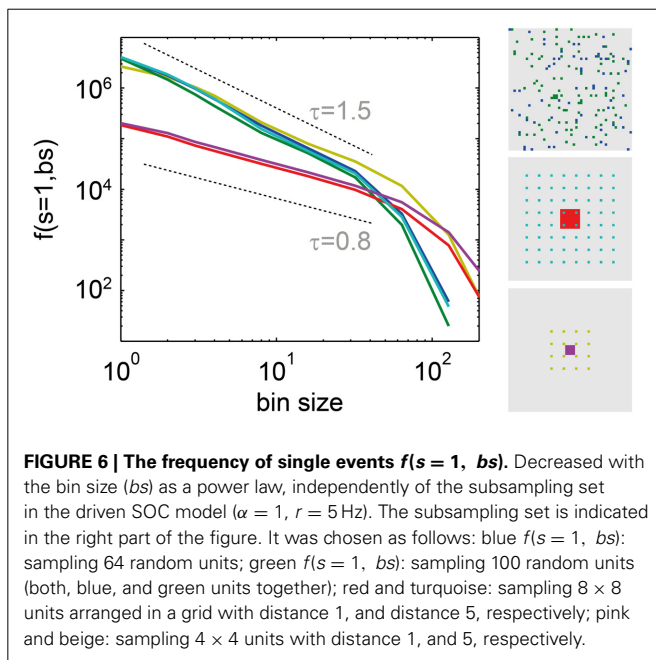 10^6
10^4
10^2
f(s=1,bs)
τ=1.5
τ=0.8
10^0
10^1
10^2
bin size
FIGURE 6 | The frequency of single events f(s = 1, bs). Decreased with
the bin size (bs) as a power law, independently of the subsampling set
in the driven SOC model (α = 1, r = 5 Hz). The subsampling set is indicated
in the right part of the figure. It was chosen as follows: blue f(s = 1, bs):
sampling 64 random units; green f(s = 1, bs): sampling 100 random units
(both, blue, and green units together); red and turquoise: sampling 8 × 8
units arranged in a grid with distance 1, and distance 5, respectively; pink
and beige: sampling 4 × 4 units with distance 1, and 5, respectively.